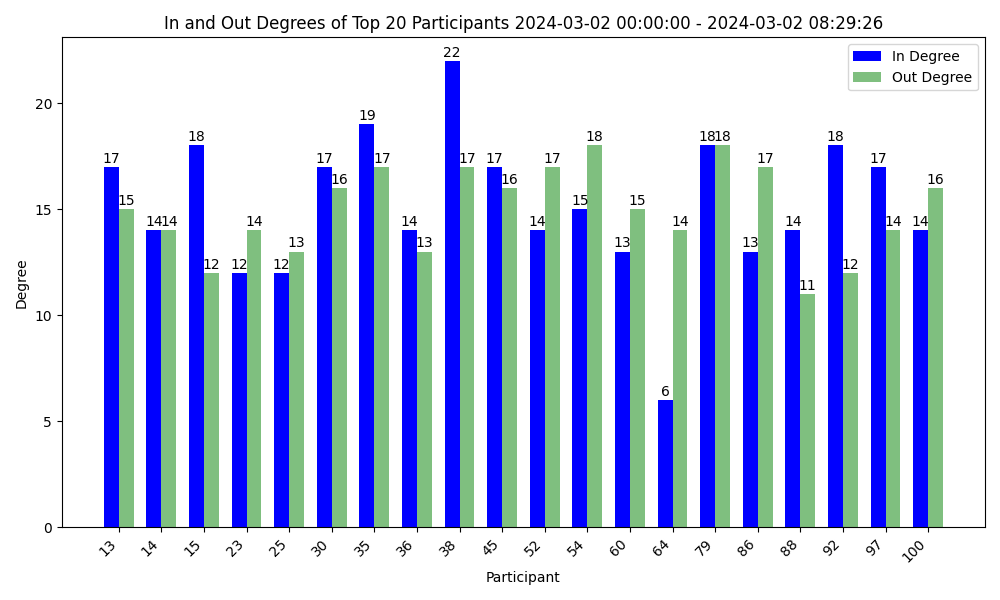 In and Out Degrees of Top 20 Participants 2024-03-02 00:00:00 - 2024-03-02 08:29:26
In Degree
Out Degree
Degree
20
15
10
5
0
17 15 14 14 18 12 12 14 12 13 17 16 19 17 14 13 22 17 17 16 14 17 15 18 13 15 6 14 18 18 13 17 14 11 18 12 17 14 14 16
13 14 15 23 25 30 35 36 38 45 52 54 60 64 79 86 88 92 97 100
Participant